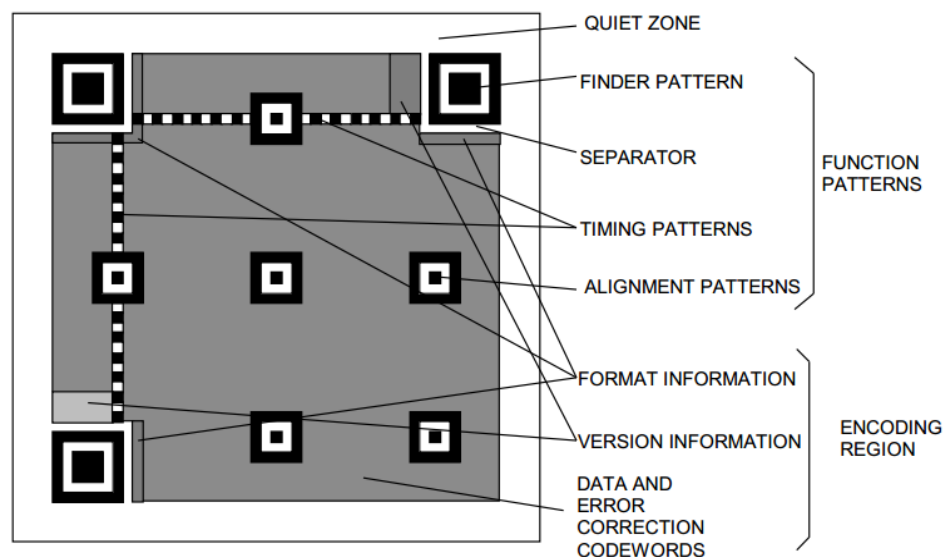 QUIET ZONE
FINDER PATTERN
SEPARATOR
FUNCTION
PATTERNS
TIMING PATTERNS
ALIGNMENT PATTERNS
FORMAT INFORMATION
VERSION INFORMATION
ENCODING
REGION
DATA AND
ERROR
CORRECTION
CODEWORDS